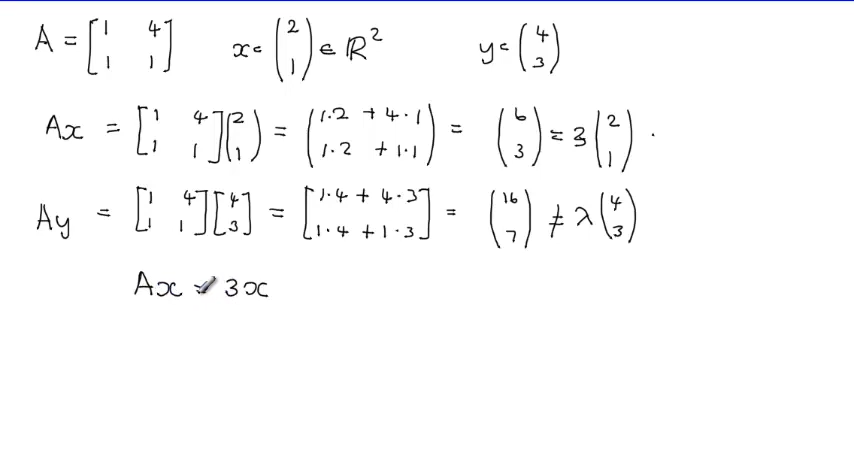 A = [1 4; 1 1] x = (2; 1) ∈ ℝ² y = (4; 3)
Ax = [1 4; 1 1](2; 1) = (1.2 + 4.1; 1.2 + 1.1) = (6; 3) = 3(2; 1).
Ay = [1 4; 1 1][4; 3] = [1.4 + 4.3; 1.4 + 1.3] = (16; 7) ≠ λ(4; 3)
Ax = 3x